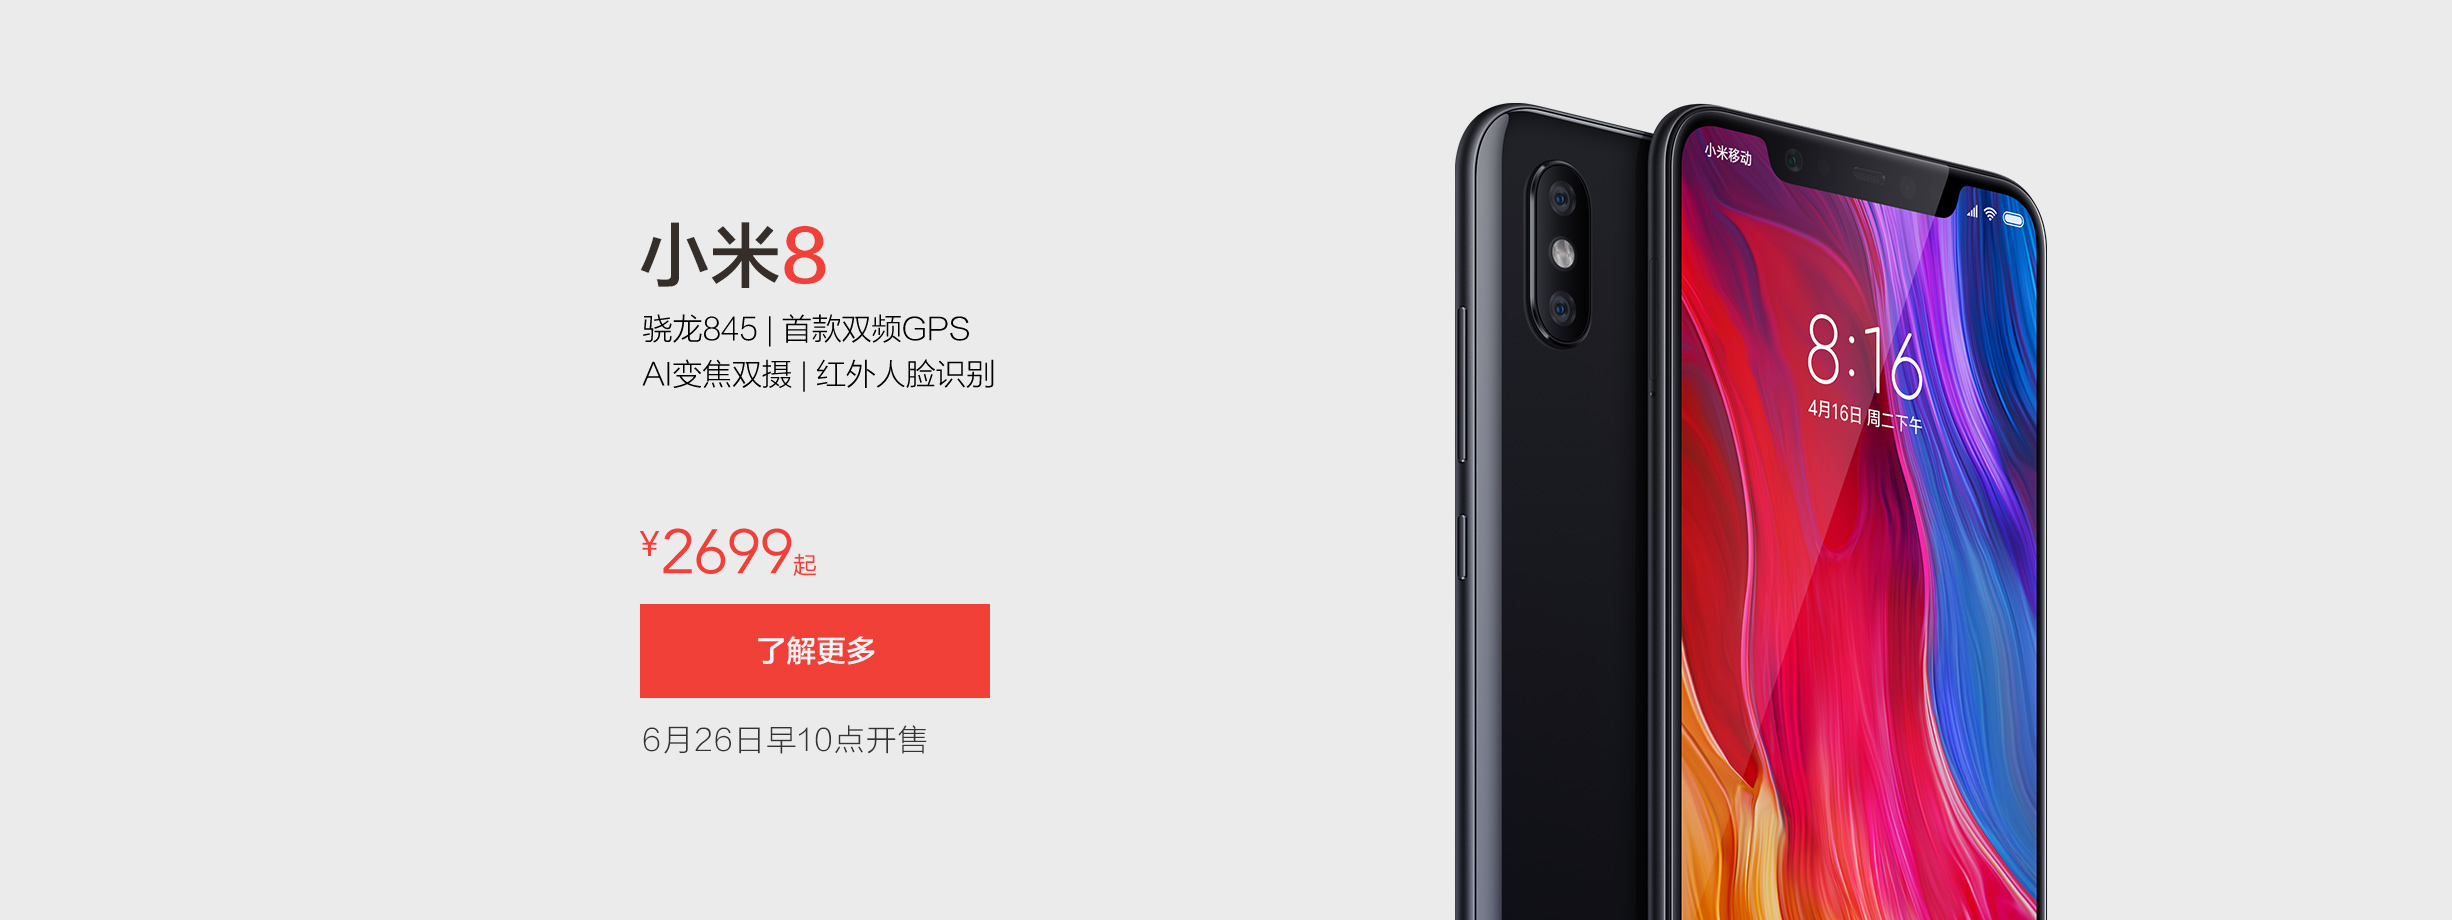 小米8
骁龙845 | 首款双频GPS
AI变焦双摄 | 红外人脸识别
¥2699起
了解更多
6月26日早10点开售
小米移动
8:16
4月16日 周二下午